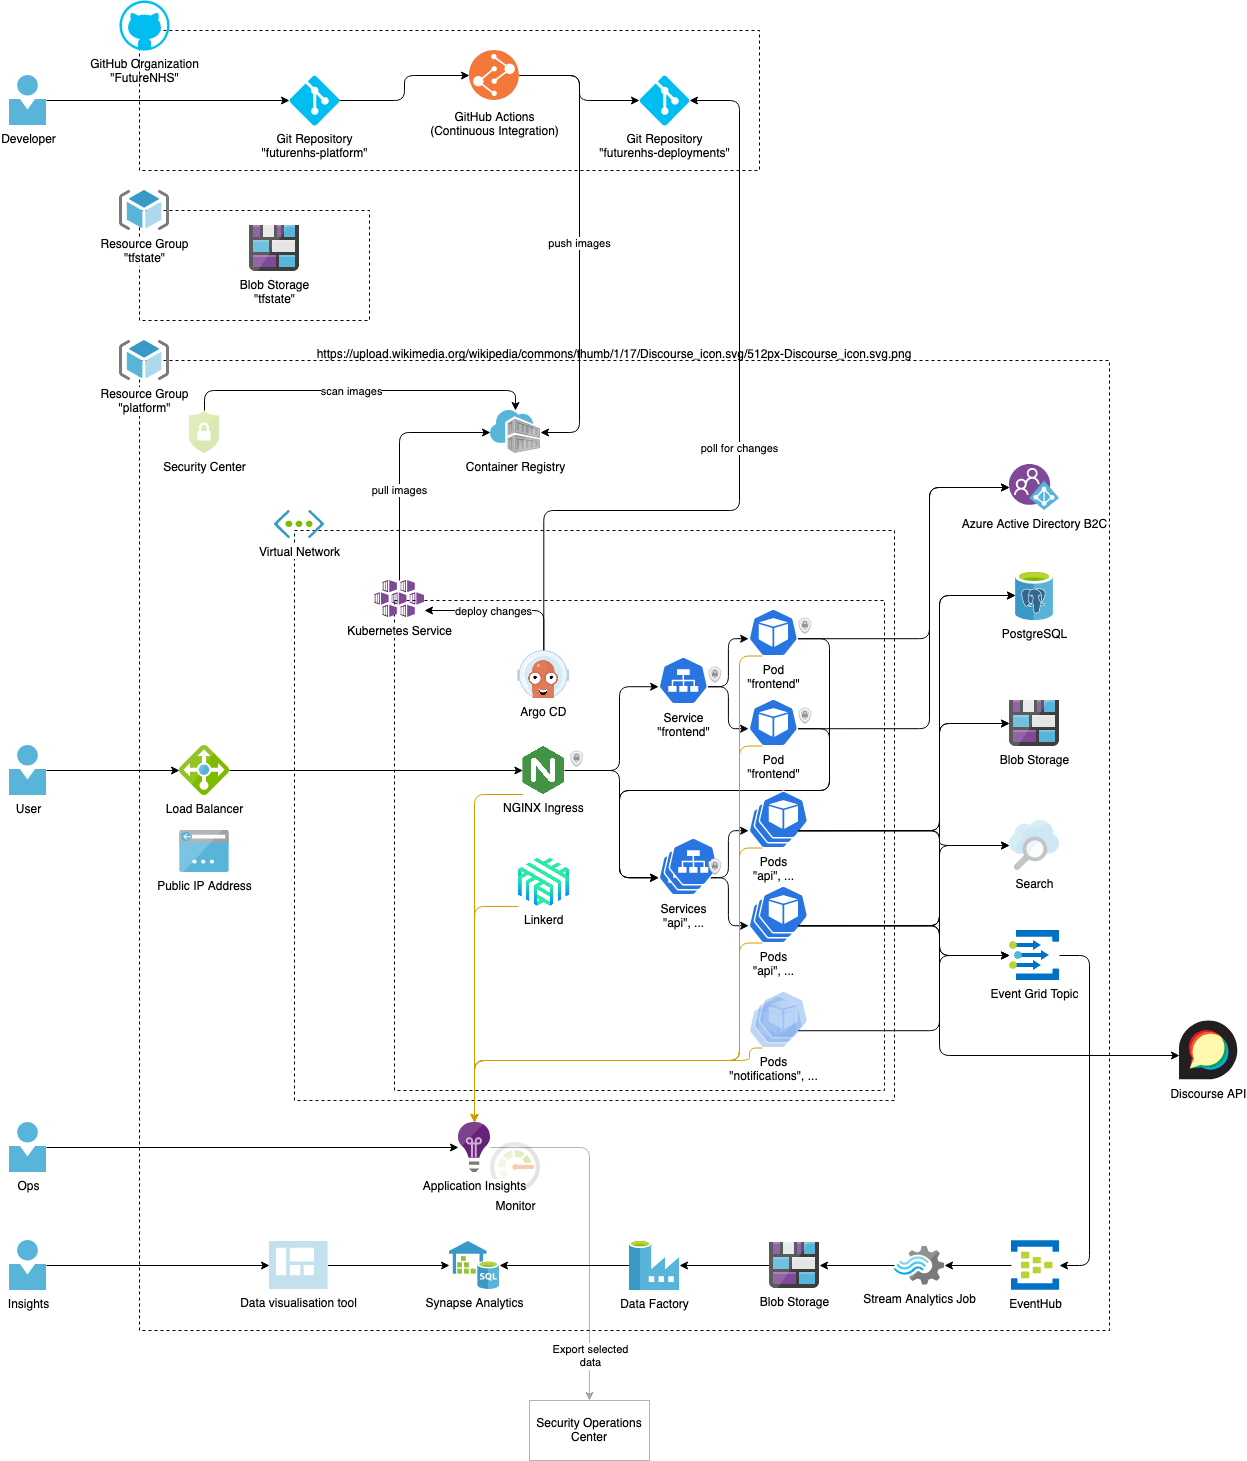 GitHub Organization
"FutureNHS"
Developer
Git Repository
"futurenhs-platform"
GitHub Actions
(Continuous Integration)
Git Repository
"futurenhs-deployments"
Resource Group
"tfstate"
Blob Storage
"tfstate"
push images
https://upload.wikimedia.org/wikipedia/commons/thumb/1/17/Discourse_icon.svg/512px-Discourse_icon.svg.png
Resource Group
"platform"
scan images
Security Center
Container Registry
poll for changes
pull images
Virtual Network
Azure Active Directory B2C
Kubernetes Service
deploy changes
PostgreSQL
Argo CD
Pod
"frontend"
Service
"frontend"
Pod
"frontend"
Blob Storage
User
Load Balancer
NGINX Ingress
Public IP Address
Linkerd
Services
"api", ...
Pods
"api", ...
Search
Pods
"api", ...
Event Grid Topic
Pods
"notifications", ...
Discourse API
Ops
Application Insights
Monitor
Insights
Data visualisation tool
SQL
Synapse Analytics
Data Factory
Blob Storage
Stream Analytics Job
EventHub
Export selected
data
Security Operations
Center